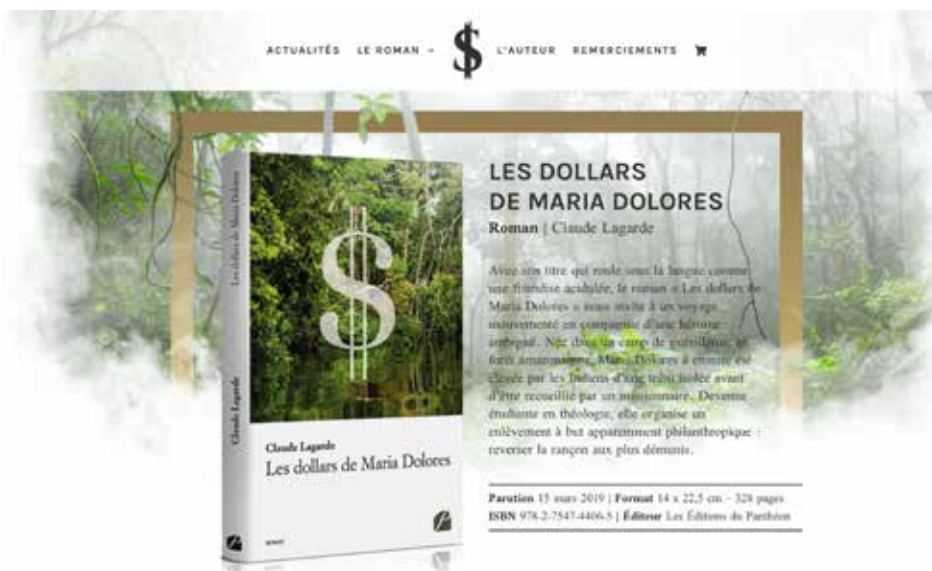 ACTUALITÉS LE ROMAN $ L'AUTEUR REMERCIEMENTS
LES DOLLARS
DE MARIA DOLORES
Roman | Claude Lagarde
Avec son titre qui roule sous la langue comme
une friandise acidulée, le roman « Les dollars de
Maria Dolores » nous invite à un voyage
mouvementé en compagnie d'une héroïne
ambiguë. Née dans un camp de guérilleros, en
forêt amazonienne, Maria Dolores a ensuite été
élevée par les Indiens d'une tribu isolée avant
d'être recueillie par un missionnaire. Devenue
étudiante en théologie, elle organise un
enlèvement à but apparemment philanthropique :
reverser la rançon aux plus démunis.
Parution 15 mars 2019 | Format 14 x 22,5 cm – 328 pages
ISBN 978-2-7547-4406-5 | Éditeur Les Éditions du Panthéon
Les dollars de Maria Dolores
Claude Lagarde
$
Claude Lagarde
Les dollars de Maria Dolores